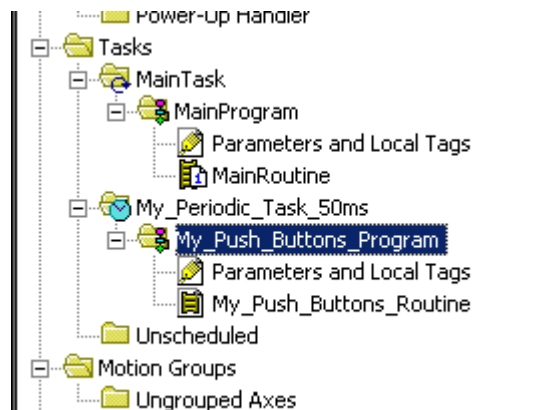 Power-Up Handler
Tasks
MainTask
MainProgram
Parameters and Local Tags
MainRoutine
My_Periodic_Task_50ms
My_Push_Buttons_Program
Parameters and Local Tags
My_Push_Buttons_Routine
Unscheduled
Motion Groups
Ungrouped Axes